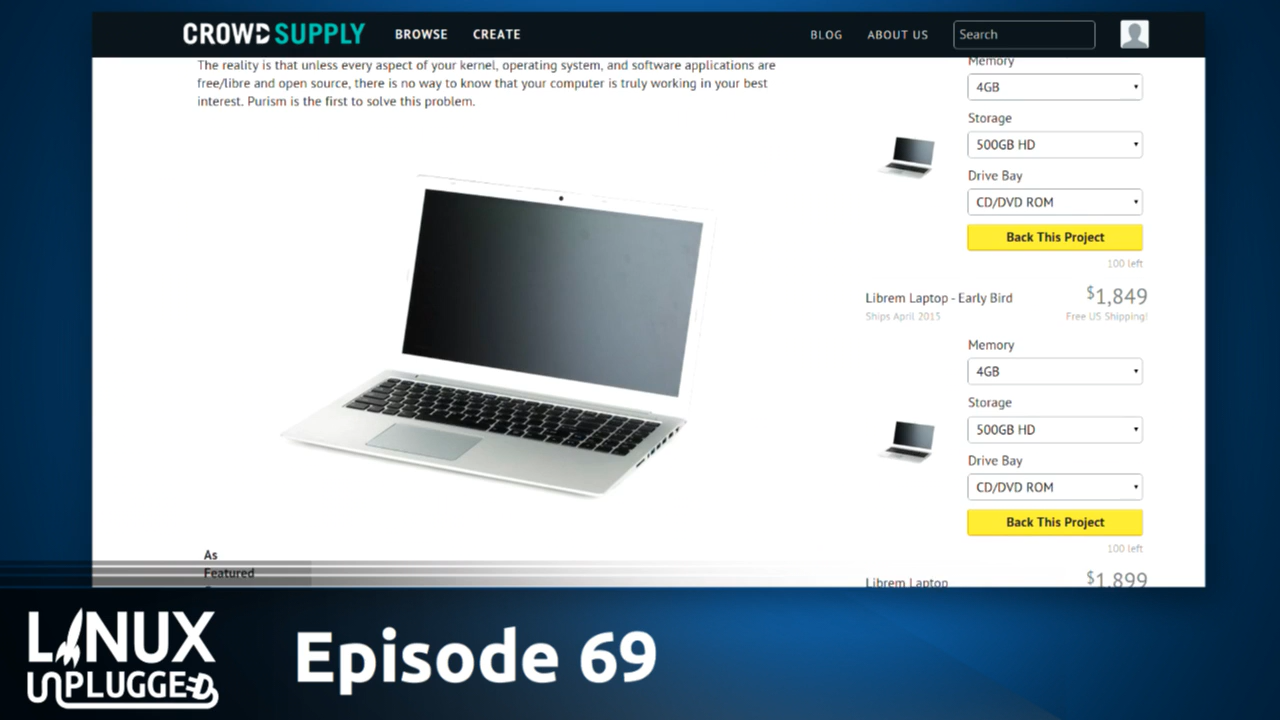 CROWD SUPPLY BROWSE CREATE BLOG ABOUT US Search
The reality is that unless every aspect of your kernel, operating system, and software applications are
free/libre and open source, there is no way to know that your computer is truly working in your best
interest. Purism is the first to solve this problem.
Memory
4GB
Storage
500GB HD
Drive Bay
CD/DVD ROM
Back This Project
100 left
Librem Laptop - Early Bird $1,849
Ships April 2015 Free US Shipping!
Memory
4GB
Storage
500GB HD
Drive Bay
CD/DVD ROM
Back This Project
100 left
Librem Laptop $1,899
As
Featured
LINUX
UNPLUGGED
Episode 69